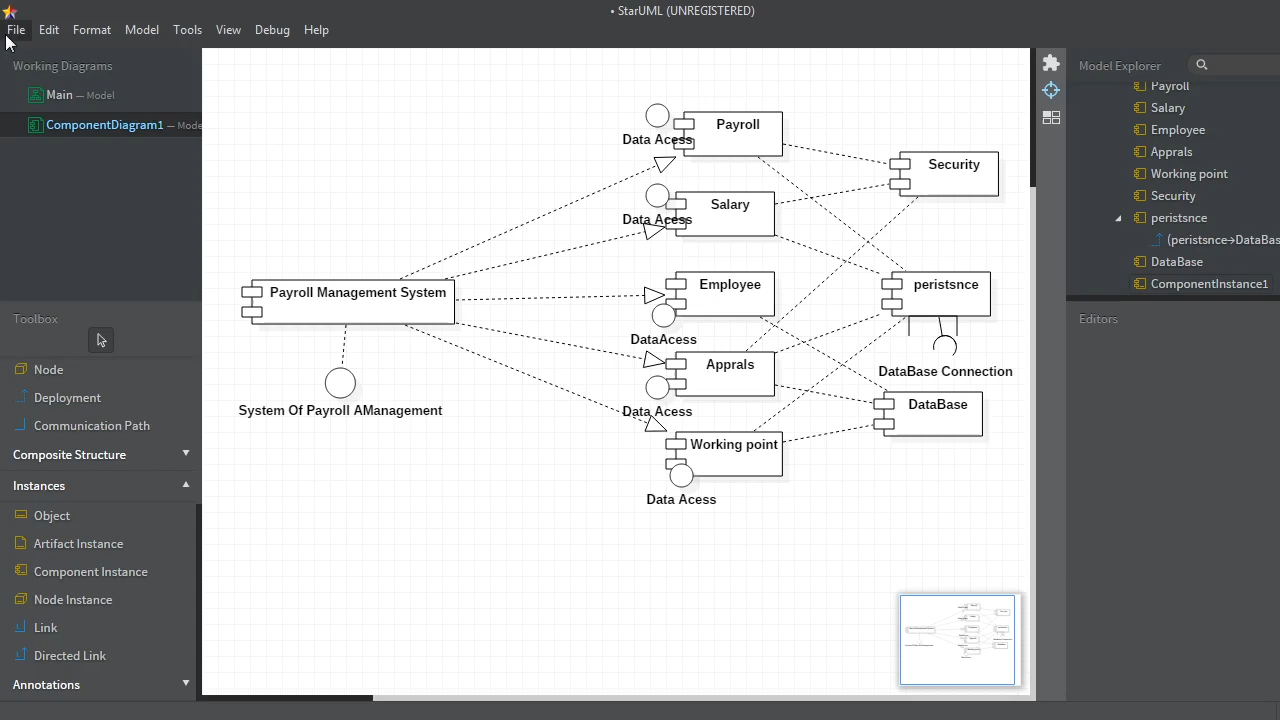 • StarUML (UNREGISTERED)
File Edit Format Model Tools View Debug Help
Working Diagrams
Main — Model
ComponentDiagram1 — Mode
Toolbox
Node
Deployment
Communication Path
Composite Structure
Instances
Object
Artifact Instance
Component Instance
Node Instance
Link
Directed Link
Annotations
Payroll
Data Acess
Security
Salary
Data Acess
Payroll Management System
Employee
peristsnce
DataAcess
Apprals
DataBase Connection
System Of Payroll AManagement
Data Acess
DataBase
Working point
Data Acess
Model Explorer
Payroll
Salary
Employee
Apprals
Working point
Security
peristsnce
(peristsnce→DataBas
DataBase
ComponentInstance1
Editors